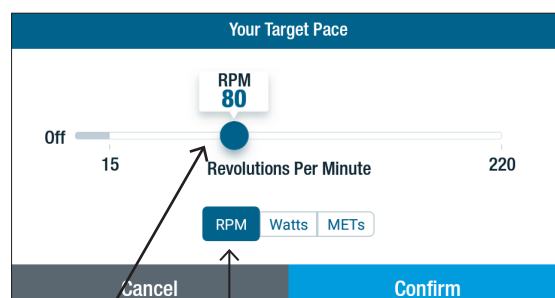 Your Target Pace
RPM
80
Off
15 Revolutions Per Minute 220
RPM Watts METs
Cancel Confirm